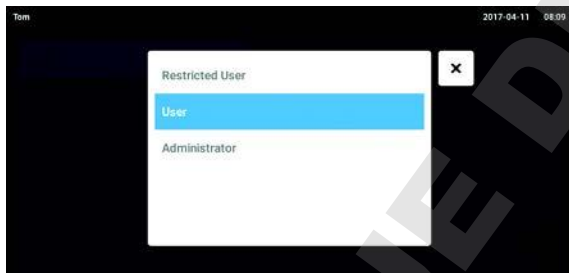 Tom 2017-04-11 08:09
Restricted User
User
Administrator